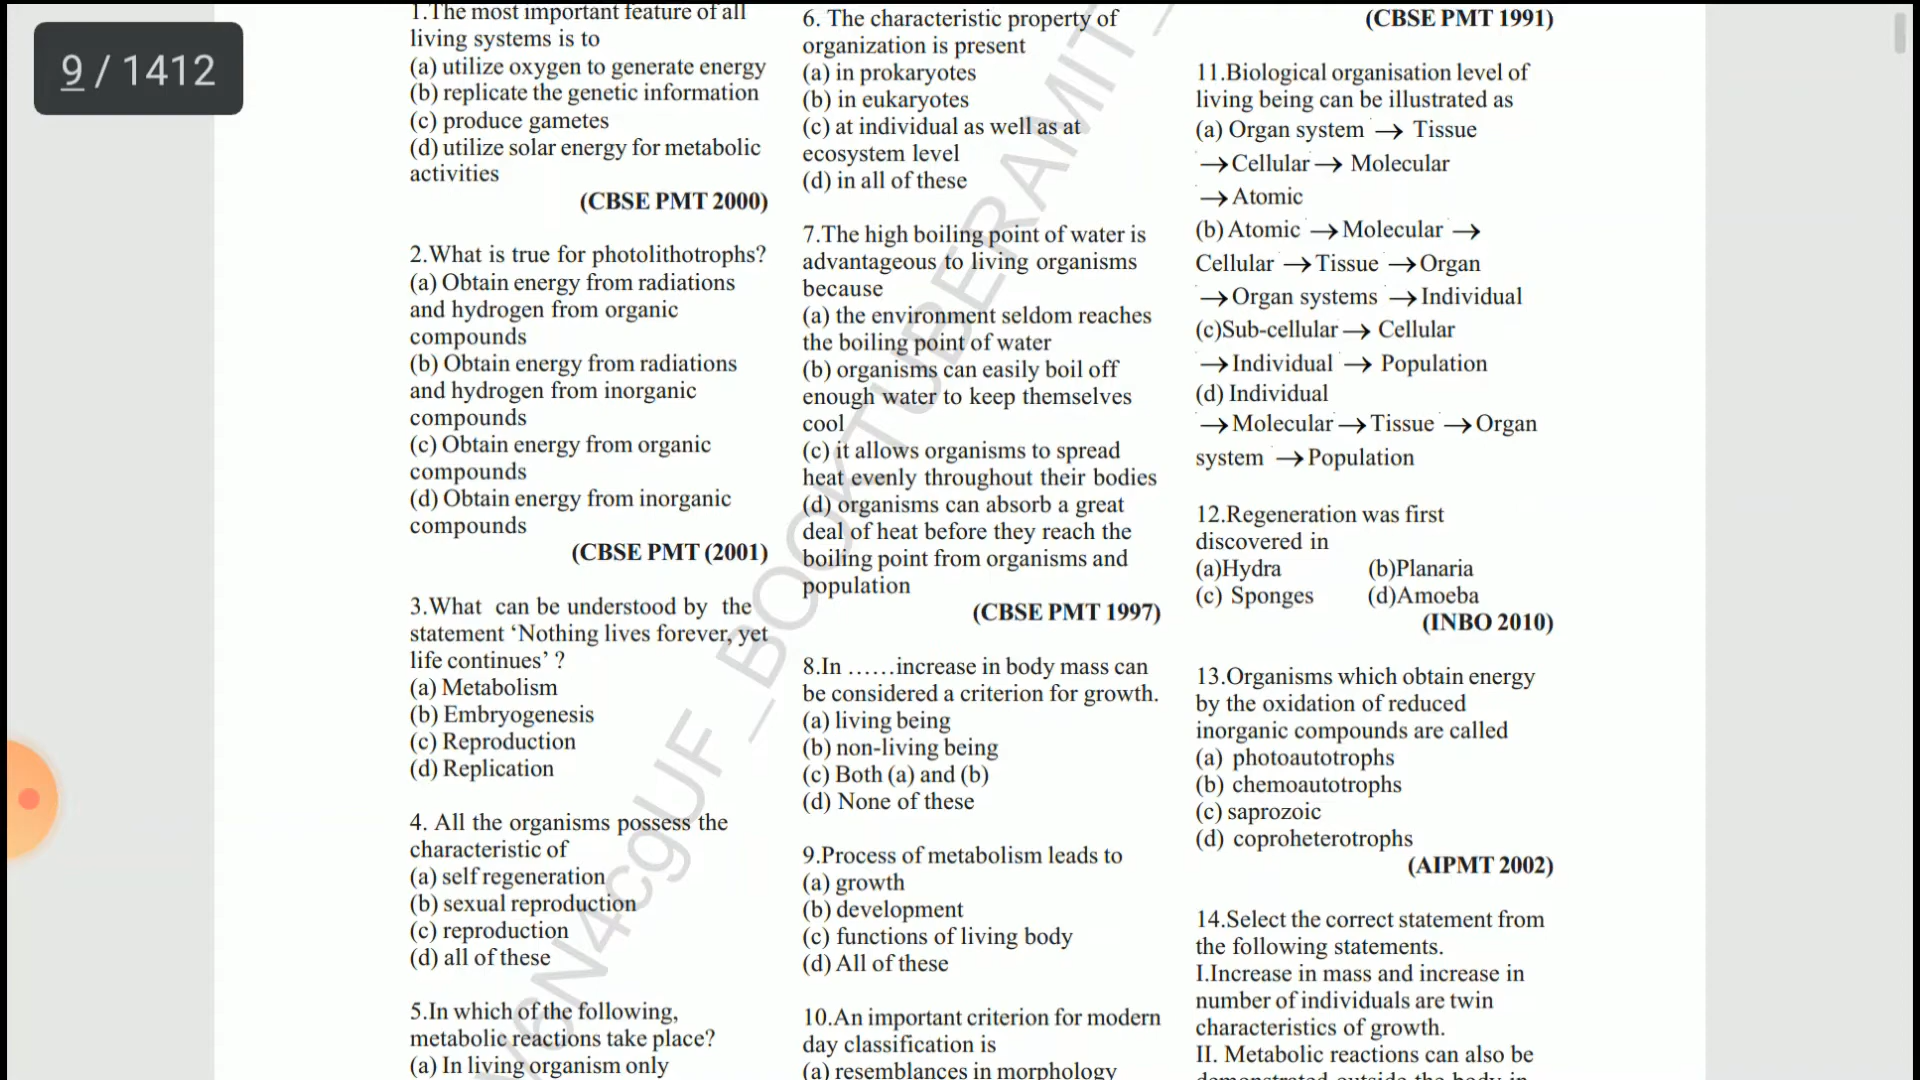 9 / 1412
1.The most important feature of all
living systems is to
(a) utilize oxygen to generate energy
(b) replicate the genetic information
(c) produce gametes
(d) utilize solar energy for metabolic
activities
(CBSE PMT 2000)
2.What is true for photolithotrophs?
(a) Obtain energy from radiations
and hydrogen from organic
compounds
(b) Obtain energy from radiations
and hydrogen from inorganic
compounds
(c) Obtain energy from organic
compounds
(d) Obtain energy from inorganic
compounds
(CBSE PMT (2001)
3.What can be understood by the
statement ‘Nothing lives forever, yet
life continues’ ?
(a) Metabolism
(b) Embryogenesis
(c) Reproduction
(d) Replication
4. All the organisms possess the
characteristic of
(a) self regeneration
(b) sexual reproduction
(c) reproduction
(d) all of these
5.In which of the following,
metabolic reactions take place?
(a) In living organism only
6. The characteristic property of
organization is present
(a) in prokaryotes
(b) in eukaryotes
(c) at individual as well as at
ecosystem level
(d) in all of these
7.The high boiling point of water is
advantageous to living organisms
because
(a) the environment seldom reaches
the boiling point of water
(b) organisms can easily boil off
enough water to keep themselves
cool
(c) it allows organisms to spread
heat evenly throughout their bodies
(d) organisms can absorb a great
deal of heat before they reach the
boiling point from organisms and
population
(CBSE PMT 1997)
8.In ……increase in body mass can
be considered a criterion for growth.
(a) living being
(b) non-living being
(c) Both (a) and (b)
(d) None of these
9.Process of metabolism leads to
(a) growth
(b) development
(c) functions of living body
(d) All of these
10.An important criterion for modern
day classification is
(a) resemblances in morphology
(CBSE PMT 1991)
11.Biological organisation level of
living being can be illustrated as
(a) Organ system → Tissue
→ Cellular → Molecular
→ Atomic
(b) Atomic → Molecular →
Cellular → Tissue → Organ
→ Organ systems → Individual
(c)Sub-cellular → Cellular
→ Individual → Population
(d) Individual
→ Molecular → Tissue → Organ
system → Population
12.Regeneration was first
discovered in
(a)Hydra (b)Planaria
(c) Sponges (d)Amoeba
(INBO 2010)
13.Organisms which obtain energy
by the oxidation of reduced
inorganic compounds are called
(a) photoautotrophs
(b) chemoautotrophs
(c) saprozoic
(d) coproheterotrophs
(AIPMT 2002)
14.Select the correct statement from
the following statements.
I.Increase in mass and increase in
number of individuals are twin
characteristics of growth.
II. Metabolic reactions can also be
demonstrated outside the body in
V6N4cgUF_BOOKTUBERAMIT_